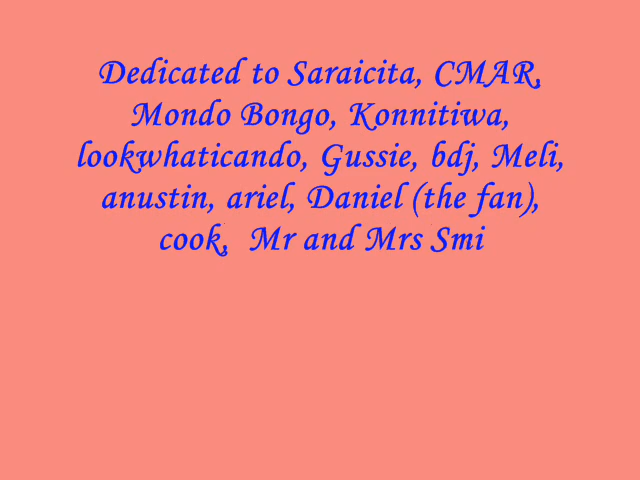 Dedicated to Saraicita, CMAR,
Mondo Bongo, Konnitiwa,
lookwhaticando, Gussie, bdj, Meli,
anustin, ariel, Daniel (the fan),
cook,  Mr and Mrs Smi